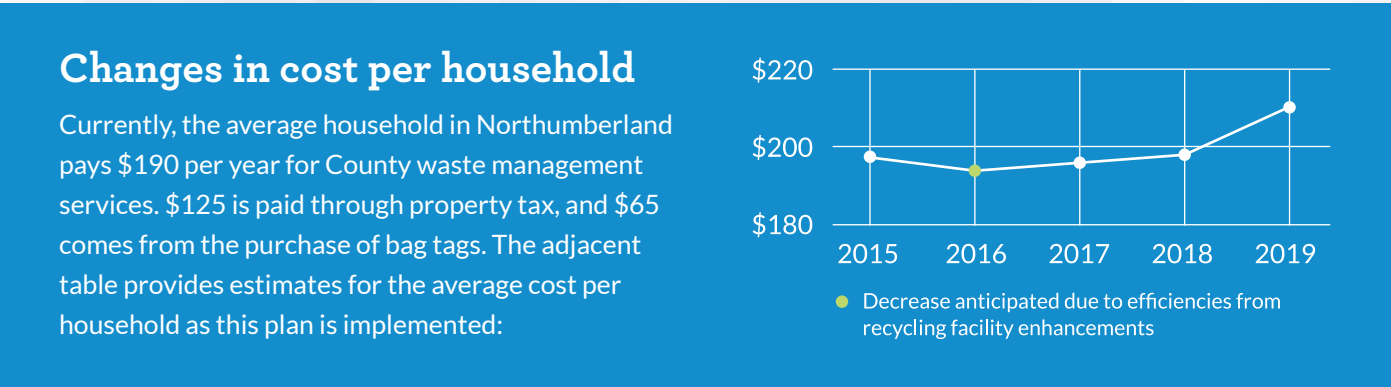 Changes in cost per household
Currently, the average household in Northumberland
pays $190 per year for County waste management
services. $125 is paid through property tax, and $65
comes from the purchase of bag tags. The adjacent
table provides estimates for the average cost per
household as this plan is implemented:
$220
$200
$180
2015 2016 2017 2018 2019
Decrease anticipated due to efficiencies from
recycling facility enhancements